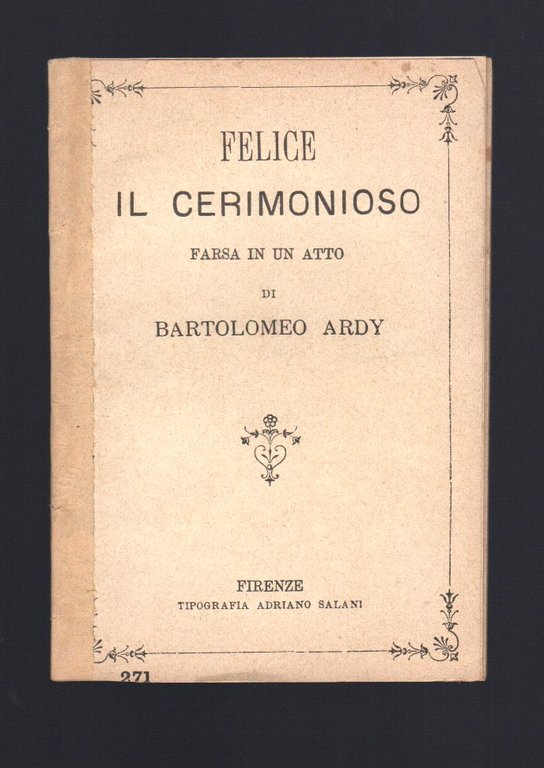 FELICE
IL CERIMONIOSO
FARSA IN UN ATTO
DI
BARTOLOMEO ARDY
FIRENZE
TIPOGRAFIA ADRIANO SALANI
271